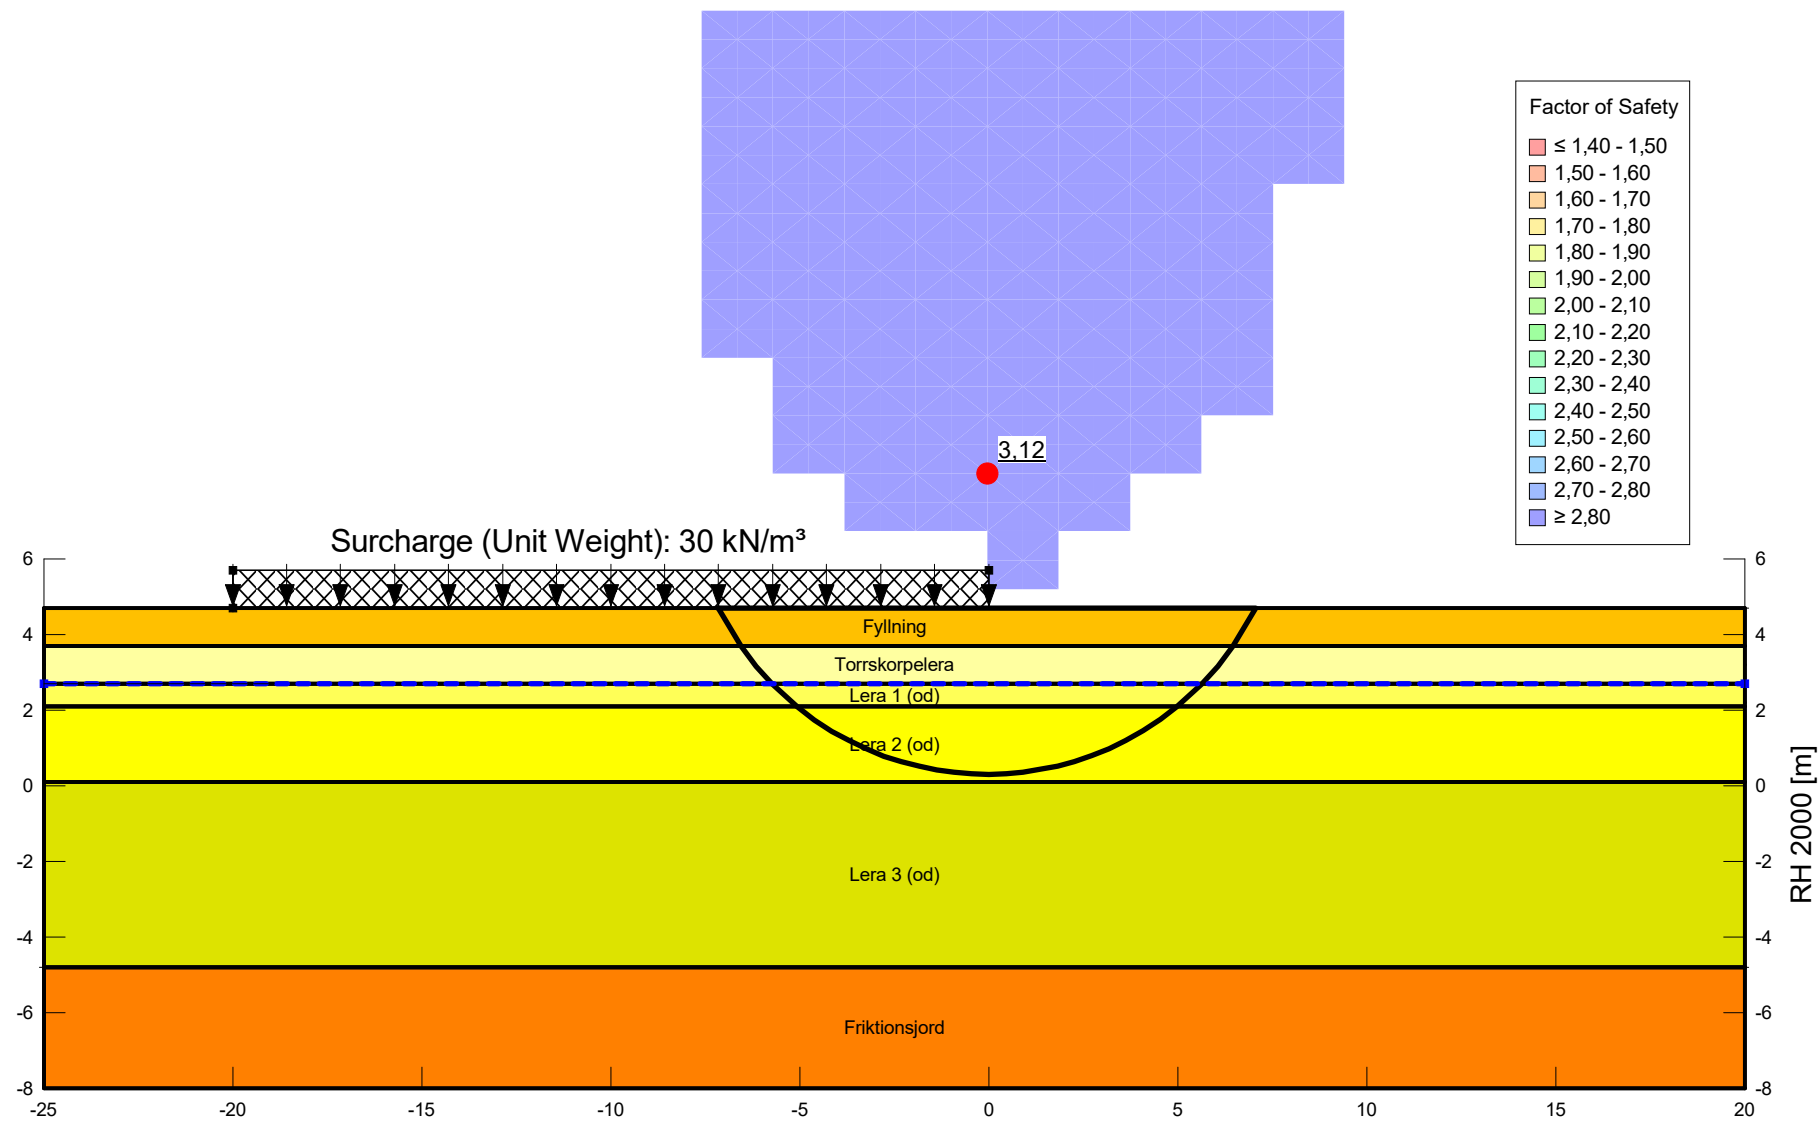 Factor of Safety
≤ 1,40 - 1,50
1,50 - 1,60
1,60 - 1,70
1,70 - 1,80
1,80 - 1,90
1,90 - 2,00
2,00 - 2,10
2,10 - 2,20
2,20 - 2,30
2,30 - 2,40
2,40 - 2,50
2,50 - 2,60
2,60 - 2,70
2,70 - 2,80
≥ 2,80
3,12
Surcharge (Unit Weight): 30 kN/m³
6
4
2
0
-2
-4
-6
-8
Fyllning
Torrskorpelera
Lera 1 (od)
Lera 2 (od)
Lera 3 (od)
Friktionsjord
6
4
2
0
-2
-4
-6
-8
RH 2000 [m]
-25 -20 -15 -10 -5 0 5 10 15 20